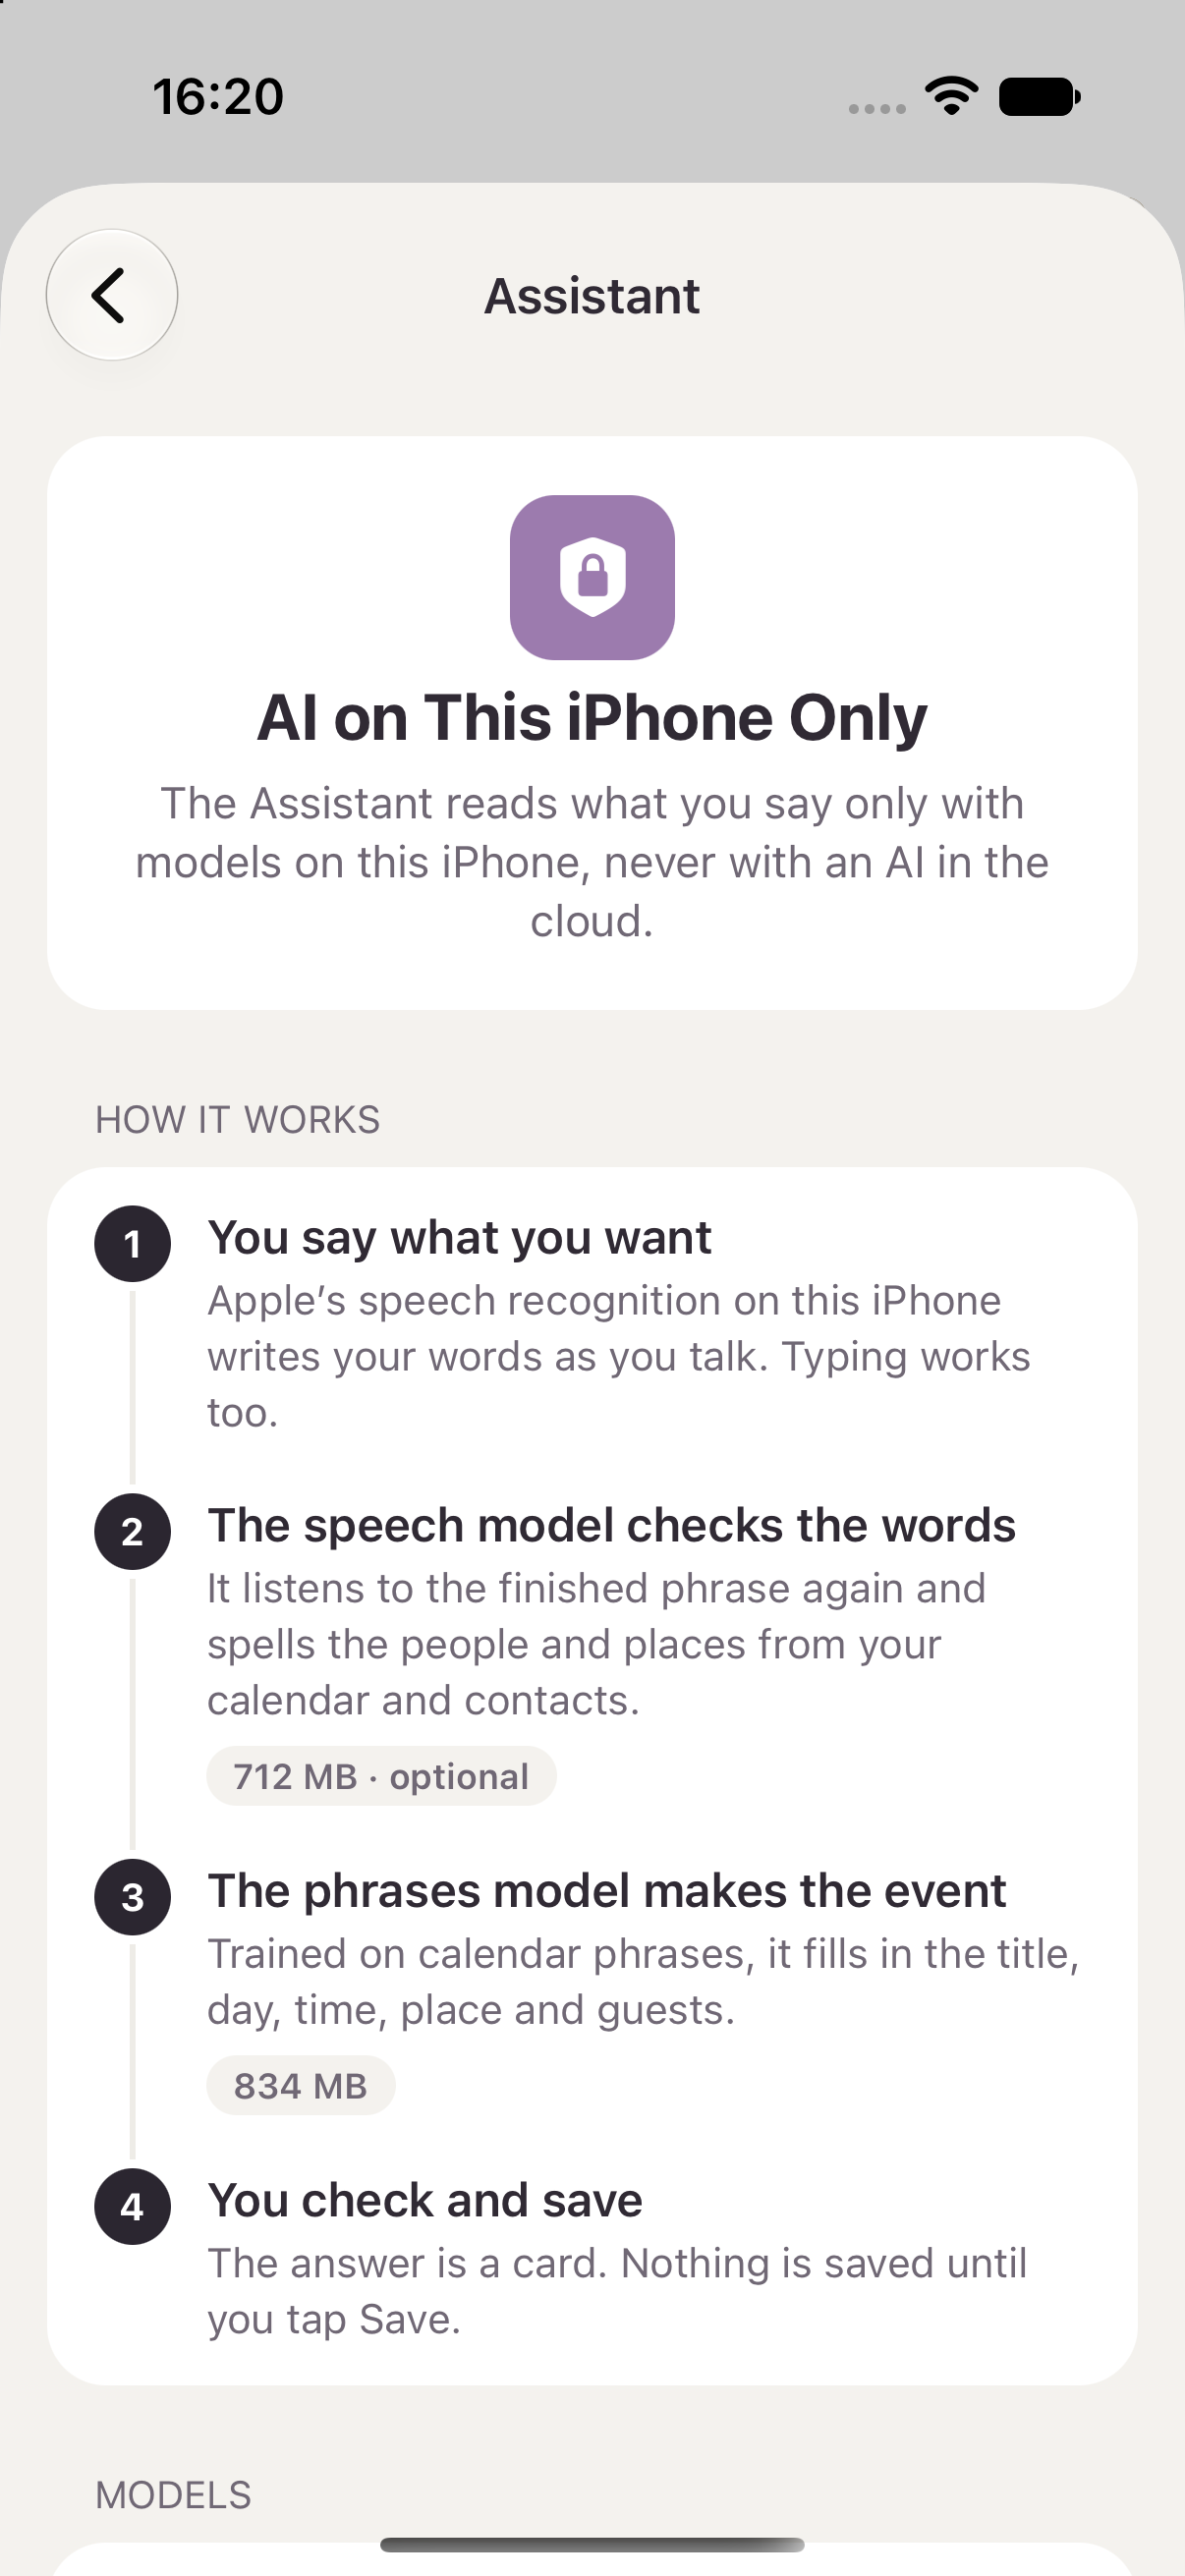 16:20
Assistant
AI on This iPhone Only
The Assistant reads what you say only with
models on this iPhone, never with an AI in the
cloud.
HOW IT WORKS
1
You say what you want
Apple’s speech recognition on this iPhone
writes your words as you talk. Typing works
too.
2
The speech model checks the words
It listens to the finished phrase again and
spells the people and places from your
calendar and contacts.
712 MB · optional
3
The phrases model makes the event
Trained on calendar phrases, it fills in the title,
day, time, place and guests.
834 MB
4
You check and save
The answer is a card. Nothing is saved until
you tap Save.
MODELS